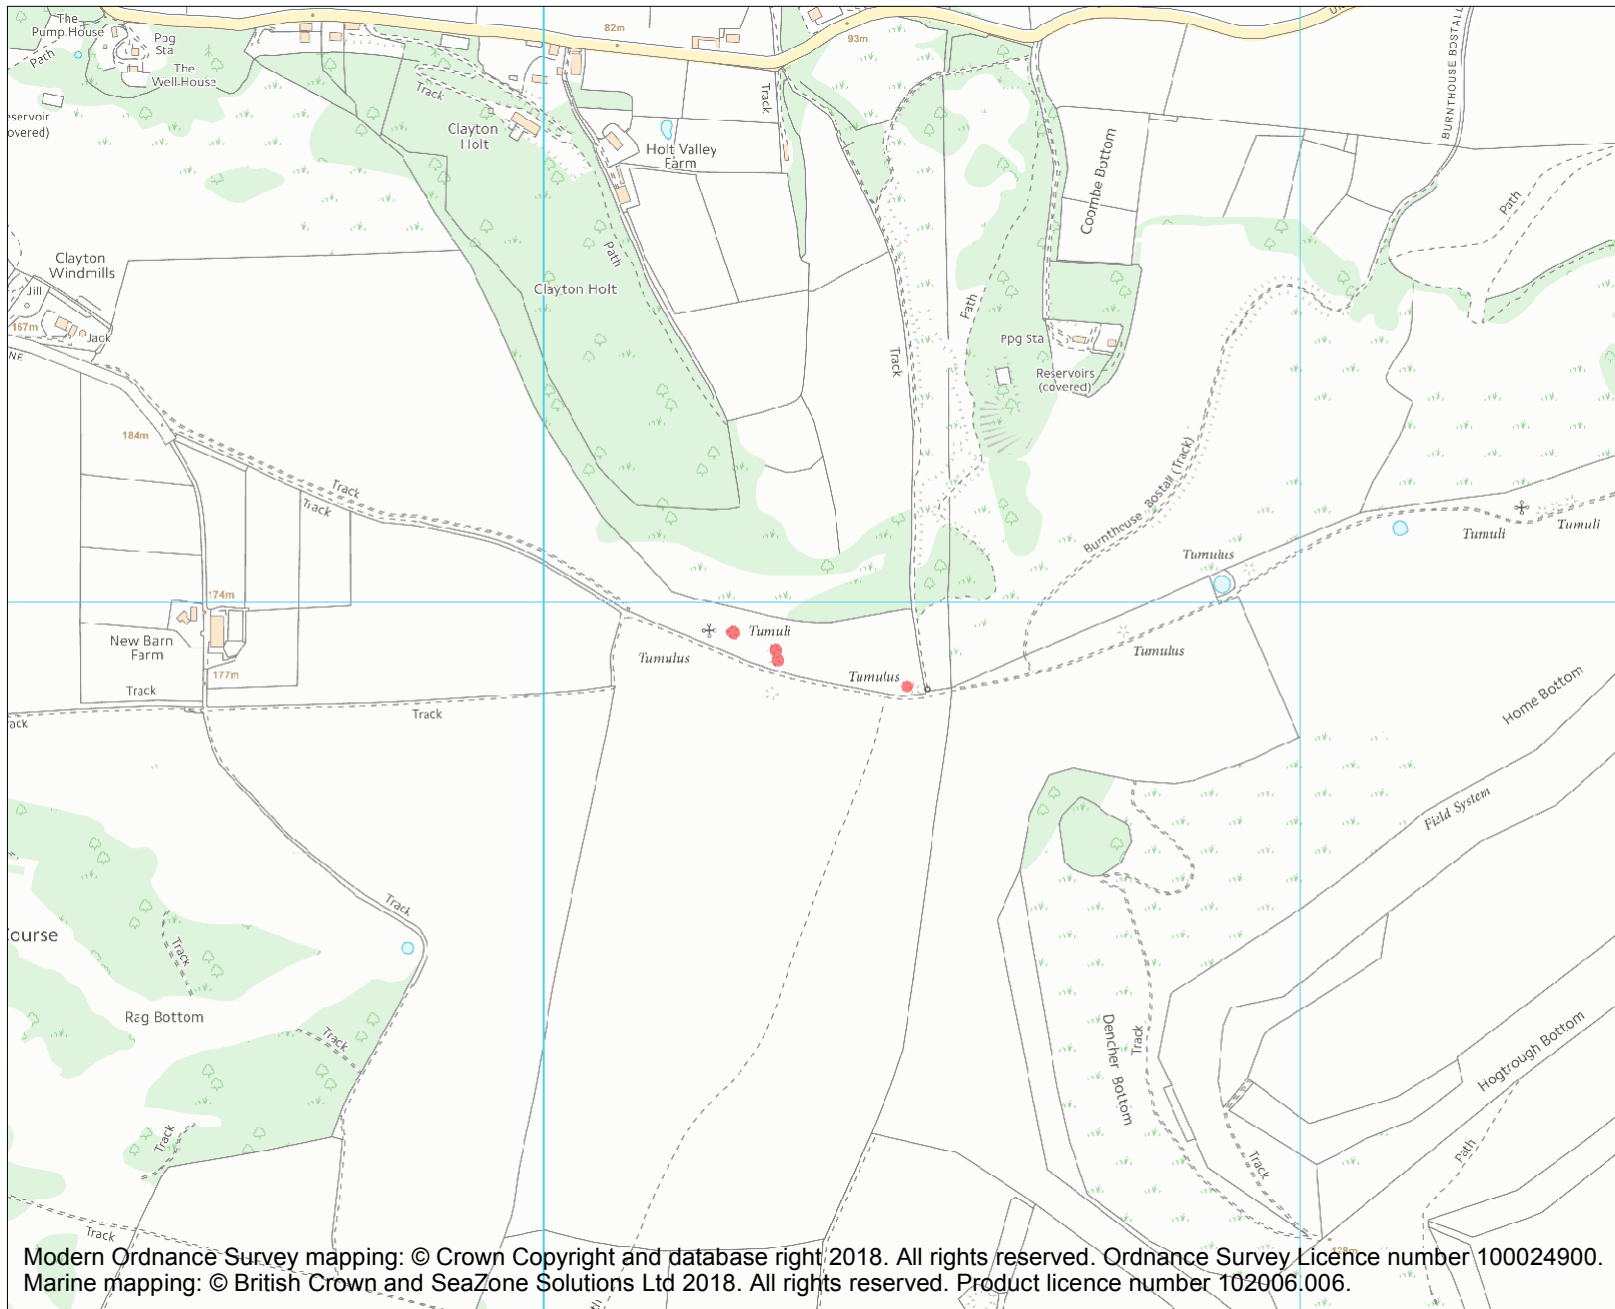 The
Pump House
Path
Ppg
Sta
The
Well House
82m
93m
BURNTHOUSE BOSTALL
Track
Track
Clayton
Holt
Holt Valley
Farm
Coombe Bottom
Path
Path
Clayton
Windmills
Jill
167m
Jack
Clayton Holt
Path
Track
Ppg Sta
Reservoirs
(covered)
184m
Track
Track
Burnthouse Bostall (Track)
Tumulus
Tumuli
Tumuli
174m
New Barn
Farm
177m
Track
Track
Tumulus
Tumuli
Tumulus
Tumulus
Home Bottom
Field System
Track
Track
Rag Bottom
Track
Track
Dencher Bottom
Track
Hogtrough Bottom
Path
Track
Track
128m
Modern Ordnance Survey mapping: © Crown Copyright and database right 2018. All rights reserved. Ordnance Survey Licence number 100024900.
Marine mapping: © British Crown and SeaZone Solutions Ltd 2018. All rights reserved. Product licence number 102006.006.